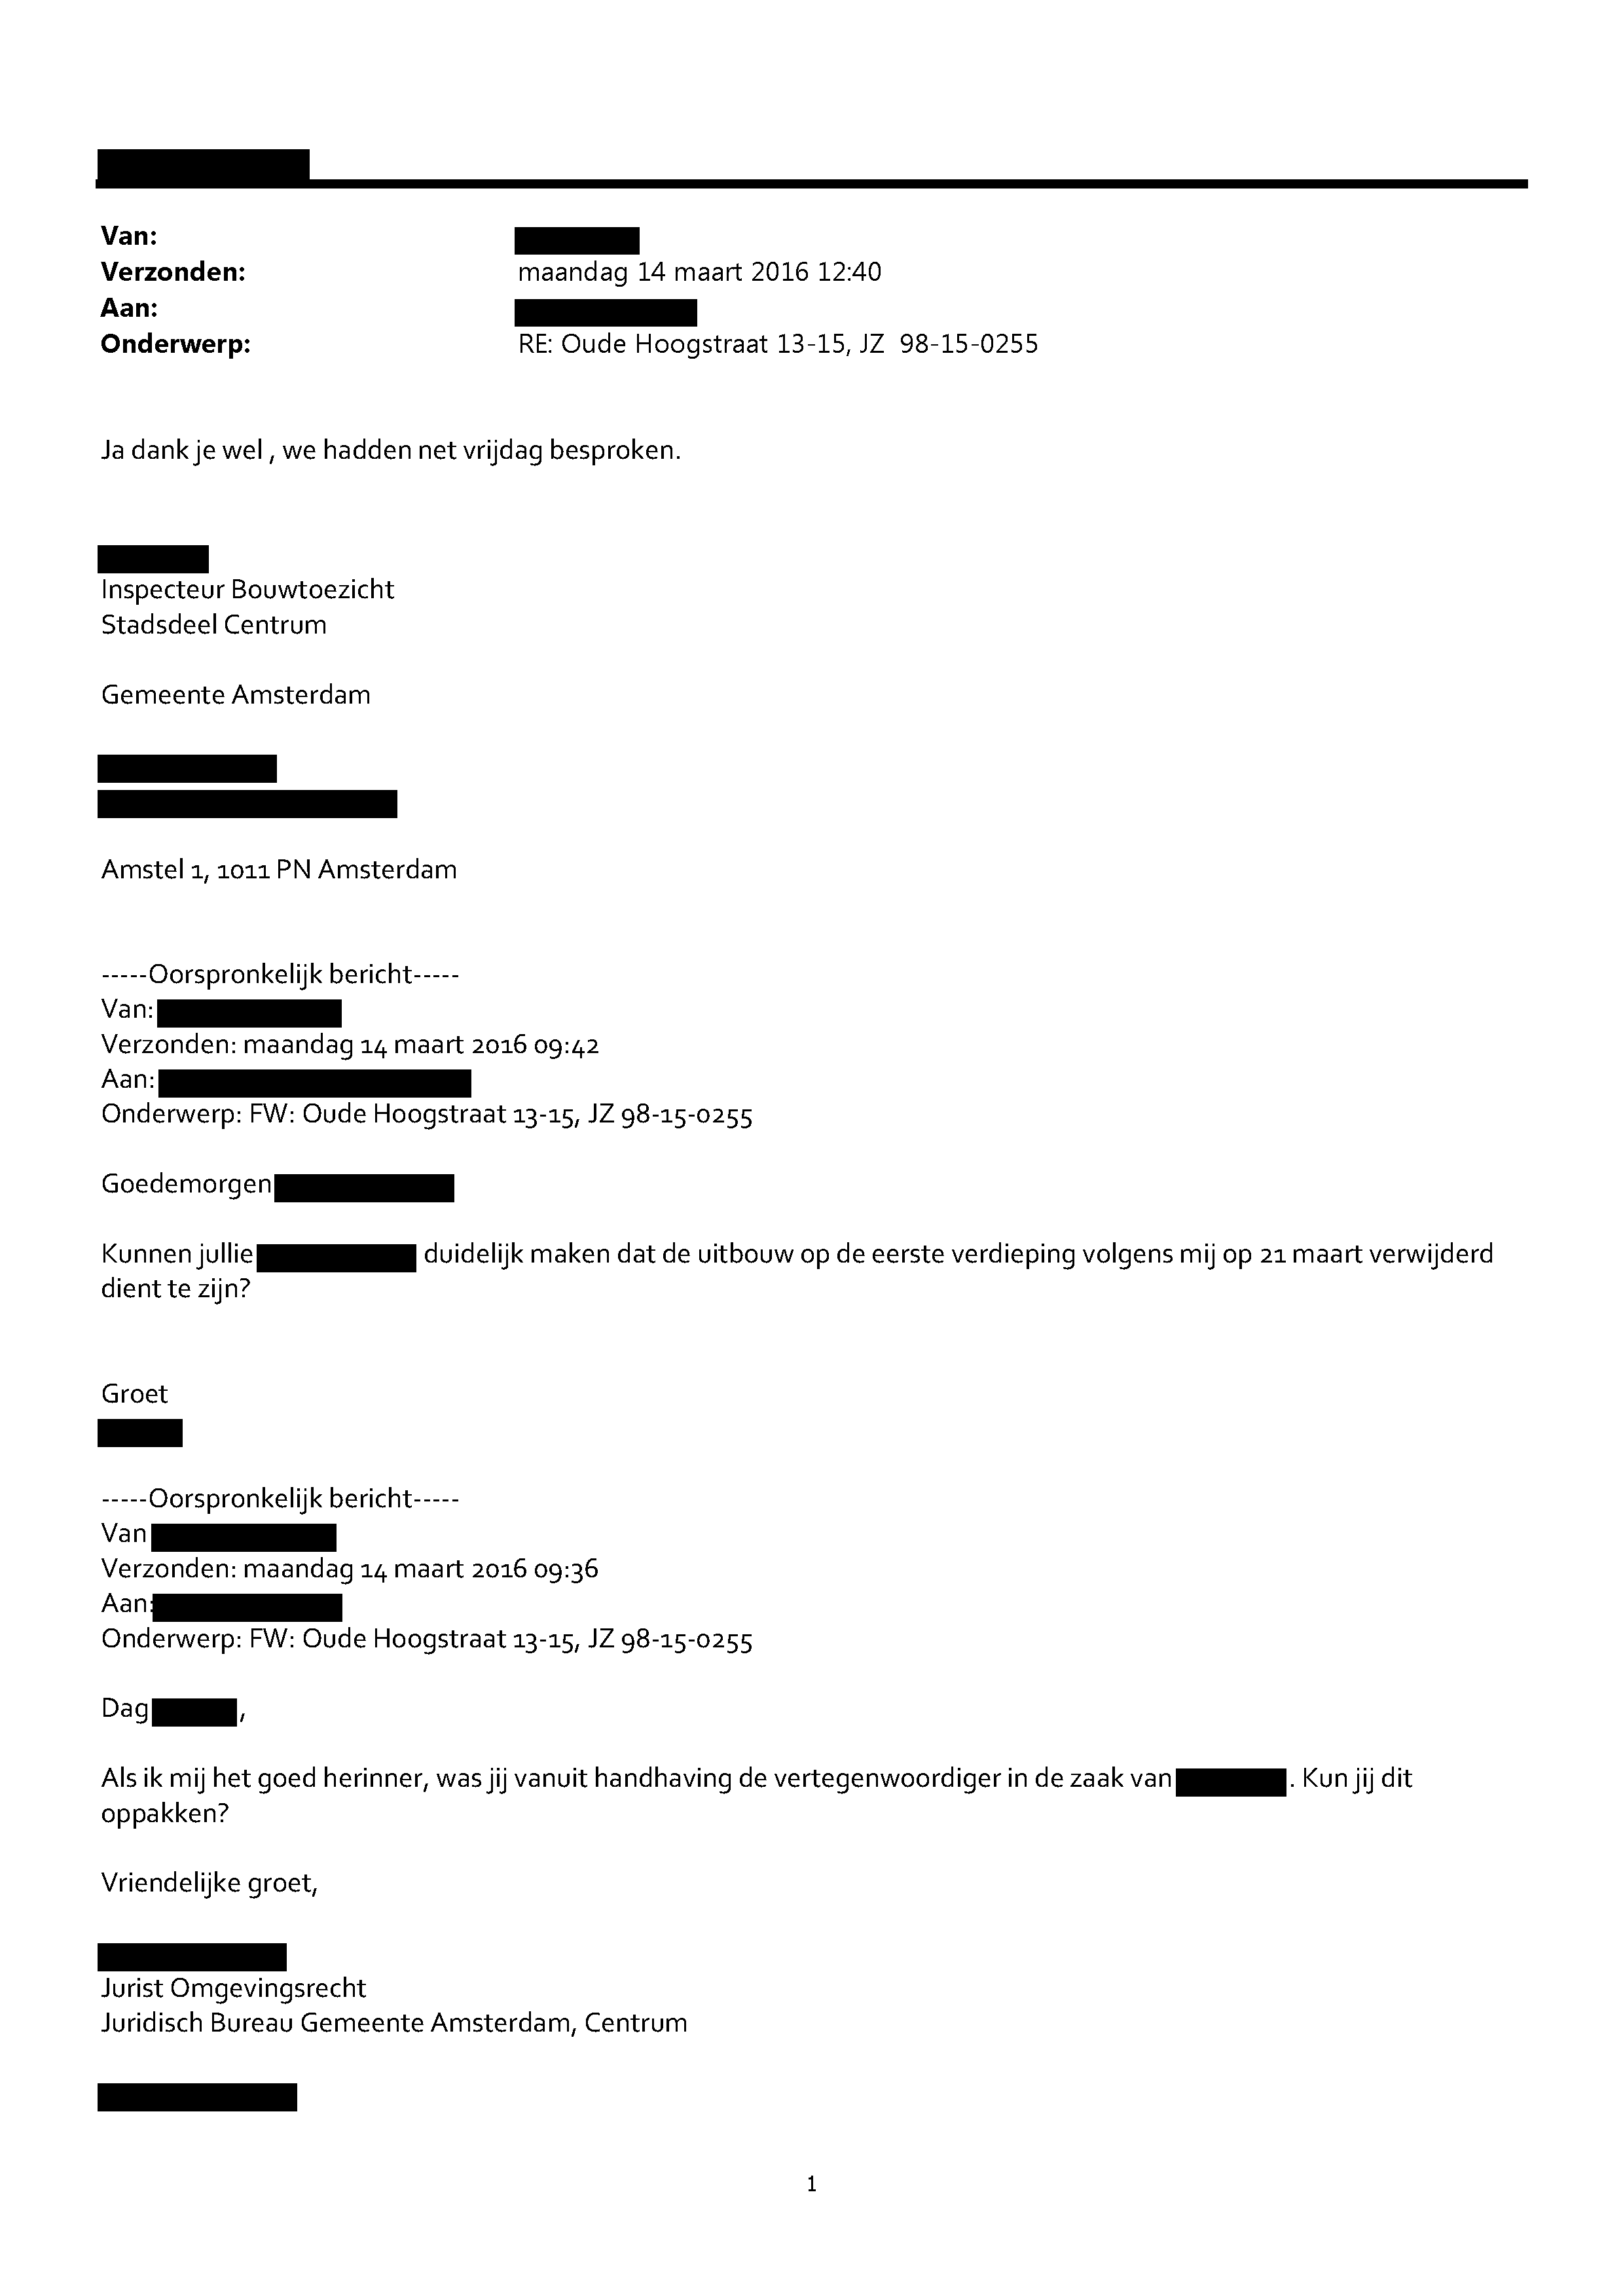 Van:
Verzonden: maandag 14 maart 2016 12:40
Aan:
Onderwerp: RE: Oude Hoogstraat 13-15, JZ  98-15-0255
Ja dank je wel , we hadden net vrijdag besproken.
Inspecteur Bouwtoezicht
Stadsdeel Centrum
Gemeente Amsterdam
Amstel 1, 1011 PN Amsterdam
-----Oorspronkelijk bericht-----
Van:
Verzonden: maandag 14 maart 2016 09:42
Aan:
Onderwerp: FW: Oude Hoogstraat 13-15, JZ 98-15-0255
Goedemorgen
Kunnen jullie duidelijk maken dat de uitbouw op de eerste verdieping volgens mij op 21 maart verwijderd
dient te zijn?
Groet
-----Oorspronkelijk bericht-----
Van
Verzonden: maandag 14 maart 2016 09:36
Aan:
Onderwerp: FW: Oude Hoogstraat 13-15, JZ 98-15-0255
Dag ,
Als ik mij het goed herinner, was jij vanuit handhaving de vertegenwoordiger in de zaak van . Kun jij dit
oppakken?
Vriendelijke groet,
Jurist Omgevingsrecht
Juridisch Bureau Gemeente Amsterdam, Centrum
1